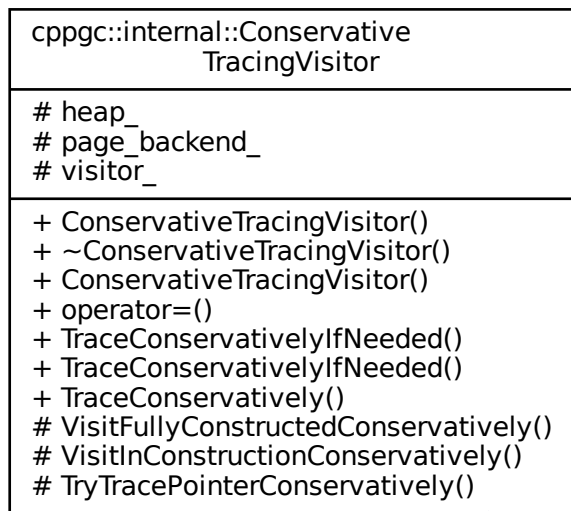 cppgc::internal::Conservative
TracingVisitor
# heap_
# page_backend_
# visitor_
+ ConservativeTracingVisitor()
+ ~ConservativeTracingVisitor()
+ ConservativeTracingVisitor()
+ operator=()
+ TraceConservativelyIfNeeded()
+ TraceConservativelyIfNeeded()
+ TraceConservatively()
# VisitFullyConstructedConservatively()
# VisitInConstructionConservatively()
# TryTracePointerConservatively()